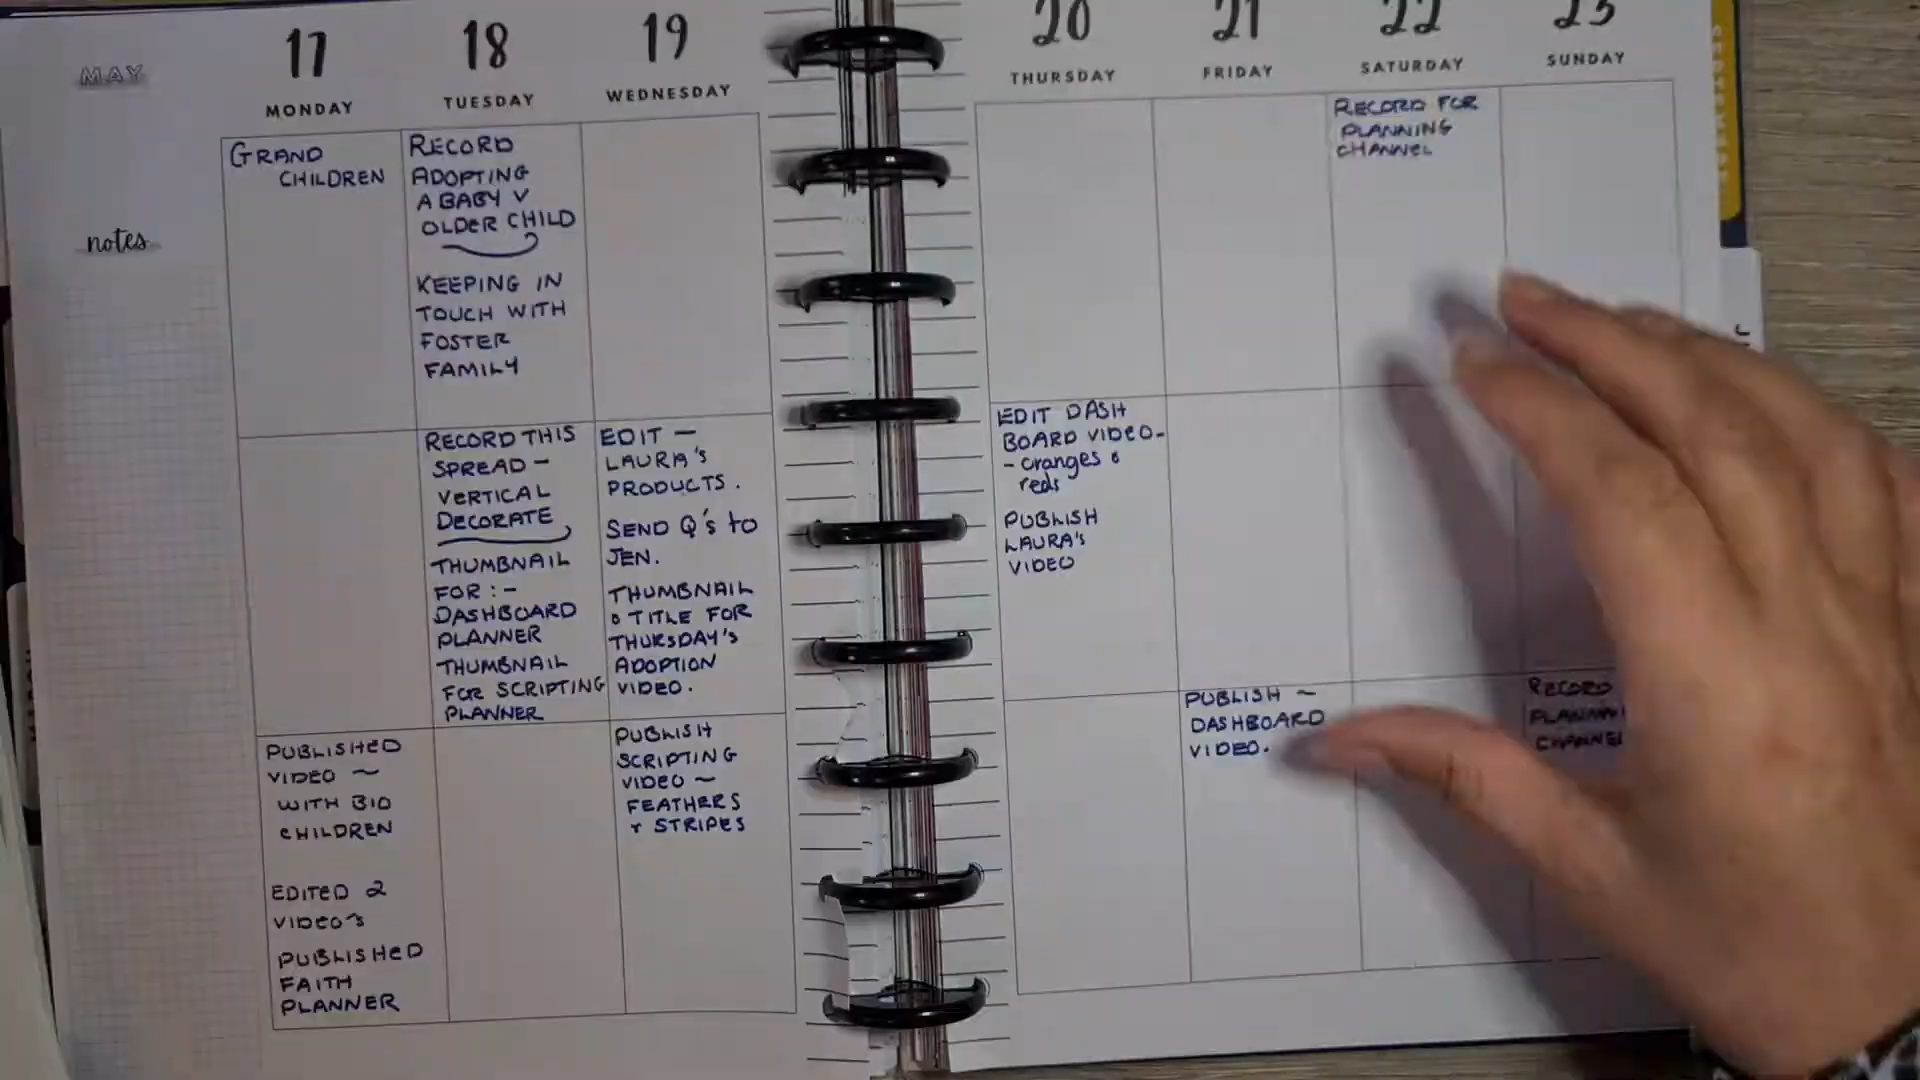 MAY
notes
17
MONDAY
GRAND
CHILDREN
PUBLISHED
VIDEO ~
WITH BIO
CHILDREN
EDITED 2
VIDEO'S
PUBLISHED
FAITH
PLANNER
18
TUESDAY
RECORD
ADOPTING
A BABY V
OLDER CHILD
KEEPING IN
TOUCH WITH
FOSTER
FAMILY
RECORD THIS
SPREAD -
VERTICAL
DECORATE
THUMBNAIL
FOR :-
DASHBOARD
PLANNER
THUMBNAIL
FOR SCRIPTING
PLANNER
19
WEDNESDAY
EDIT -
LAURA'S
PRODUCTS.
SEND Q'S TO
JEN.
THUMBNAIL
& TITLE FOR
THURSDAY'S
ADOPTION
VIDEO.
PUBLISH
SCRIPTING
VIDEO ~
FEATHERS
+ STRIPES
20
THURSDAY
EDIT DASH
BOARD VIDEO-
- oranges &
reds
PUBLISH
LAURA'S
VIDEO
21
FRIDAY
PUBLISH ~
DASHBOARD
VIDEO.
22
SATURDAY
RECORD FOR
PLANNING
CHANNEL
23
SUNDAY
RECORD